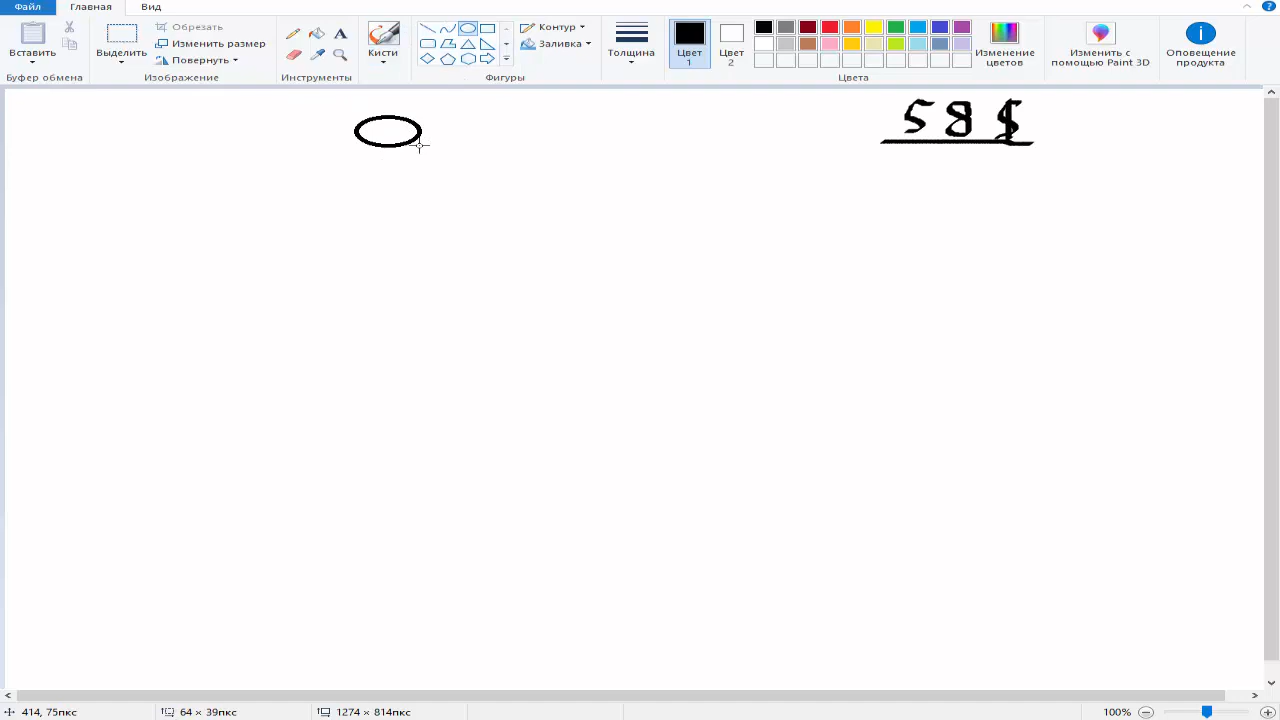 Файл Главная Вид
Вставить
Буфер обмена
Выделить
Обрезать
Изменить размер
Повернуть
Изображение
Инструменты
Кисти
Контур
Заливка
Фигуры
Толщина
Цвет 1
Цвет 2
Изменение цветов
Цвета
Изменить с помощью Paint 3D
Оповещение продукта
58 $
414, 75пкс
64 × 39пкс
1274 × 814пкс
100%